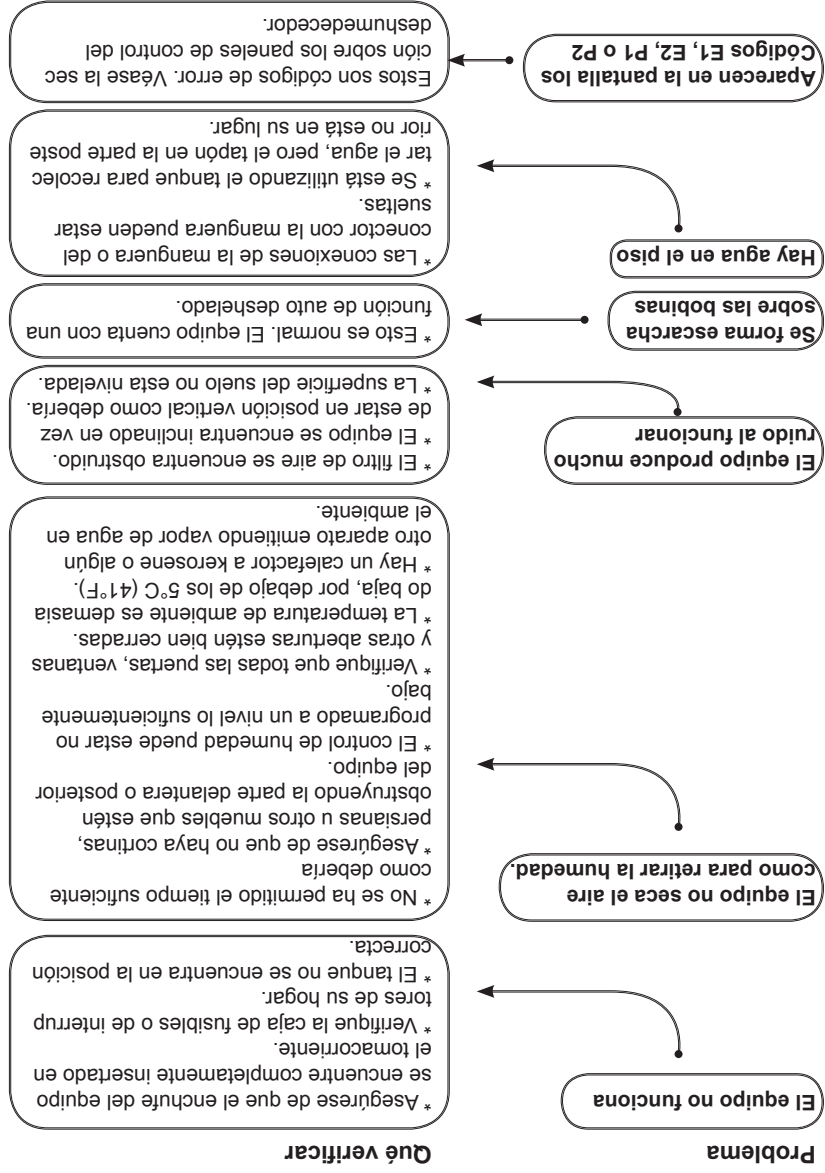 Problema
Qué verificar
El equipo no funciona
* Asegúrese de que el enchufe del equipo
se encuentre completamente insertado en
el tomacorriente.
* Verifique la caja de fusibles o de interrup
tores de su hogar.
* El tanque no se encuentra en la posición
correcta.
El equipo no seca el aire
como para retirar la humedad.
* No se ha permitido el tiempo suficiente
como debería
* Asegúrese de que no haya cortinas,
persianas u otros muebles que estén
obstruyendo la parte delantera o posterior
del equipo.
* El control de humedad puede estar no
programado a un nivel lo suficientemente
bajo.
* Verifique que todas las puertas, ventanas
y otras aberturas estén bien cerradas.
* La temperatura de ambiente es demasia
do baja, por debajo de los 5°C (41°F).
* Hay un calefactor a kerosene o algún
otro aparato emitiendo vapor de agua en
el ambiente.
El equipo produce mucho
ruido al funcionar
* El filtro de aire se encuentra obstruido.
* El equipo se encuentra inclinado en vez
de estar en posición vertical como debería.
* La superficie del suelo no esta nivelada.
Se forma escarcha
sobre las bobinas
* Esto es normal. El equipo cuenta con una
función de auto deshelado.
Hay agua en el piso
* Las conexiones de la manguera o del
conector con la manguera pueden estar
sueltas.
* Se está utilizando el tanque para recolec
tar el agua, pero el tapón en la parte poste
rior no está en su lugar.
Aparecen en la pantalla los
Códigos E1, E2, P1 o P2
Estos son códigos de error. Véase la sec
ción sobre los paneles de control del
deshumedecedor.